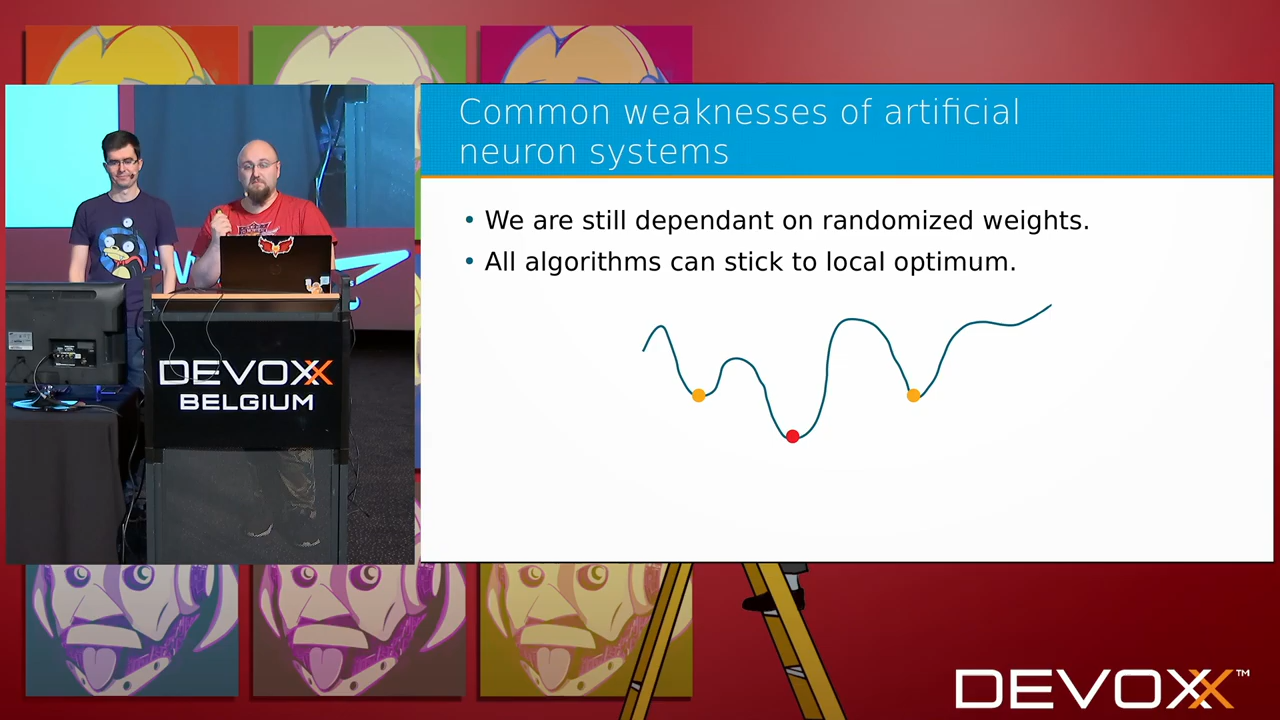 Common weaknesses of artificial
neuron systems
• We are still dependant on randomized weights.
• All algorithms can stick to local optimum.
DEVOXX
BELGIUM
DEVOXX™